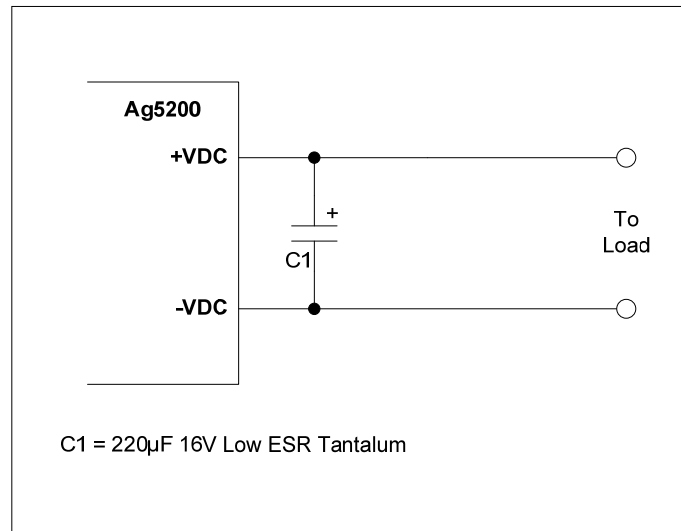 Ag5200
+VDC
+
To
Load
C1
-VDC
C1 = 220µF 16V Low ESR Tantalum